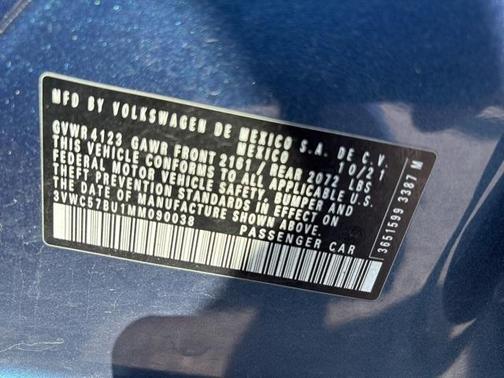 MFD BY VOLKSWAGEN DE MEXICO S.A. DE C.V.
MEXICO 10/21
GVWR 4123 GAWR FRONT 2161 / REAR 2072 LBS
THIS VEHICLE CONFORMS TO ALL APPLICABLE U.S.
FEDERAL MOTOR VEHICLE SAFETY, BUMPER AND
THEFT PREVENTION STANDARDS IN EFFECT ON
THE DATE OF MANUFACTURE SHOWN ABOVE.
3VWC57BU1MM090038 PASSENGER CAR
3651599 3387 M